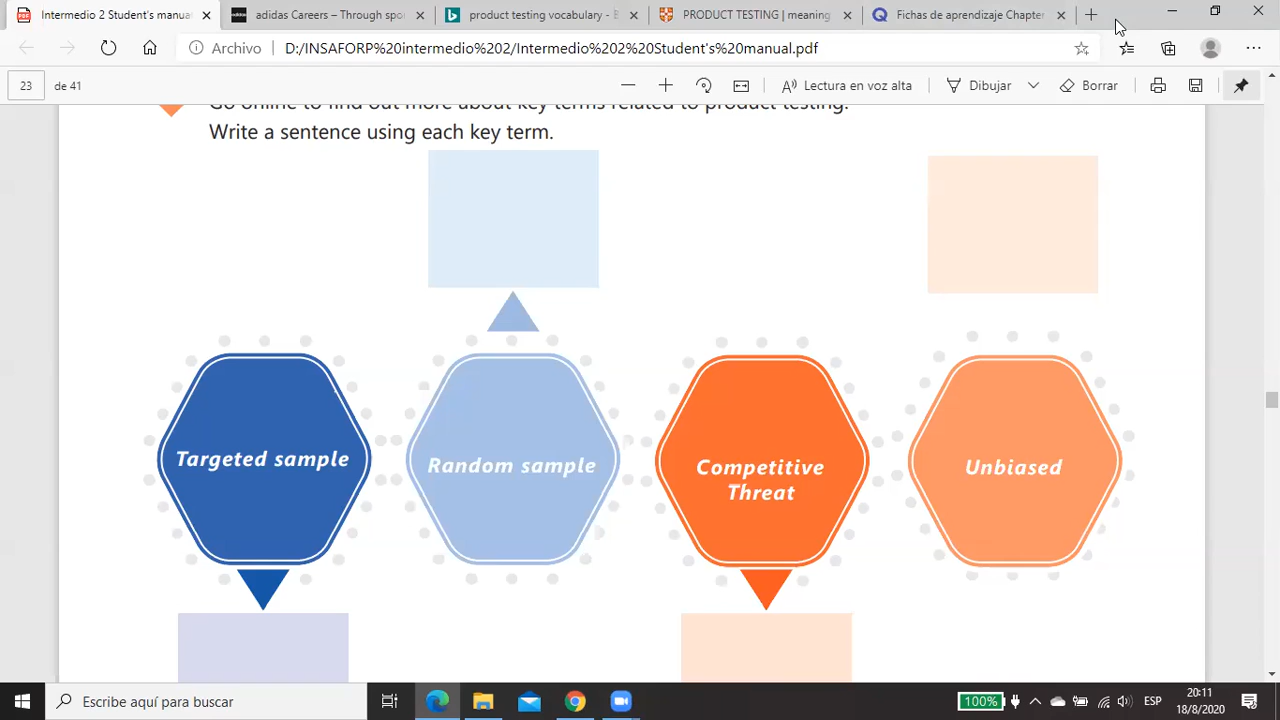 Intermedio 2 Student's manua
adidas Careers – Through spo
product testing vocabulary - B
PRODUCT TESTING | meaning
Fichas de aprendizaje Chapter
Archivo
D:/INSAFORP%20intermedio%202/Intermedio%202%20Student's%20manual.pdf
23
de 41
Lectura en voz alta
Dibujar
Borrar
Go online to find out more about key terms related to product testing.
Write a sentence using each key term.
Targeted sample
Random sample
Competitive
Threat
Unbiased
Escribe aquí para buscar
100%
ESP
20:11
18/8/2020